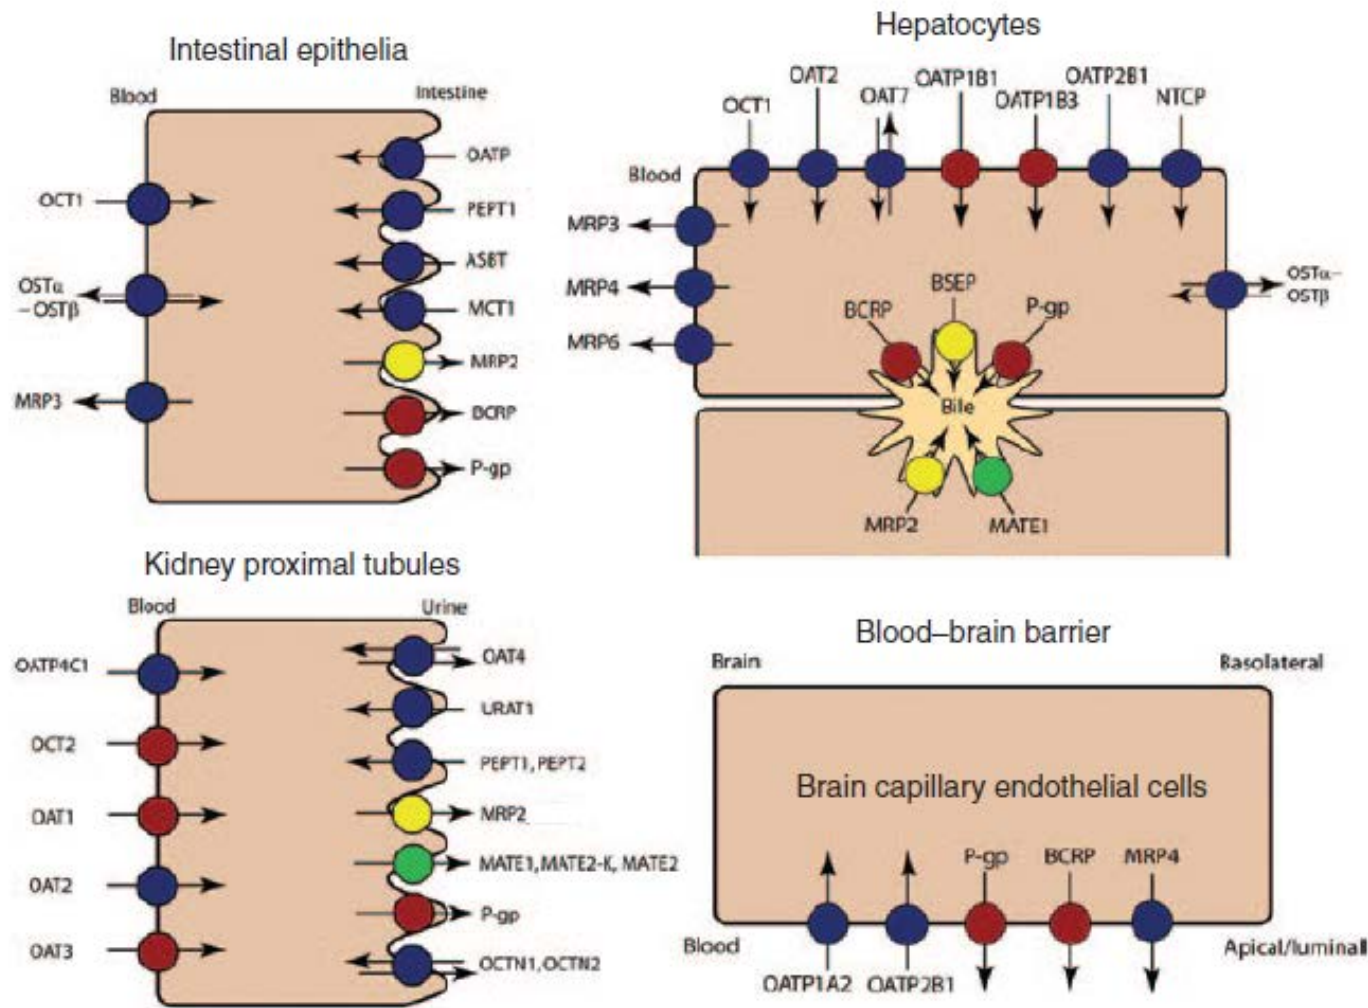 Intestinal epithelia
Blood
Intestine
OCT1
OSTα
–OSTβ
MRP3
OATP
PEPT1
ASBT
MCT1
MRP2
BCRP
P-gp
Hepatocytes
OCT1
OAT2
OAT7
OATP1B1
OATP1B3
OATP2B1
NTCP
Blood
MRP3
MRP4
MRP6
OSTα–
OSTβ
BCRP
BSEP
P-gp
Bile
MRP2
MATE1
Kidney proximal tubules
Blood
Urine
OATP4C1
OCT2
OAT1
OAT2
OAT3
OAT4
URAT1
PEPT1, PEPT2
MRP2
MATE1, MATE2-K, MATE2
P-gp
OCTN1, OCTN2
Blood–brain barrier
Brain
Basolateral
Brain capillary endothelial cells
P-gp
BCRP
MRP4
Blood
Apical/luminall
OATP1A2
OATP2B1